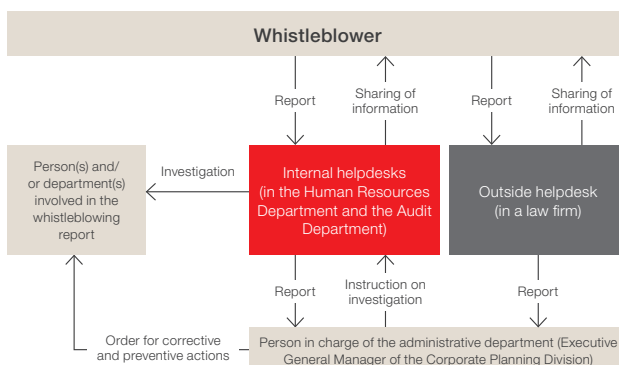 Whistleblower
Report
Sharing of
information
Report
Sharing of
information
Person(s) and/
or department(s)
involved in the
whistleblowing
report
Investigation
Internal helpdesks
(in the Human Resources
Department and the Audit
Department)
Outside helpdesk
(in a law firm)
Report
Instruction on
investigation
Report
Order for corrective
and preventive actions
Person in charge of the administrative department (Executive
General Manager of the Corporate Planning Division)